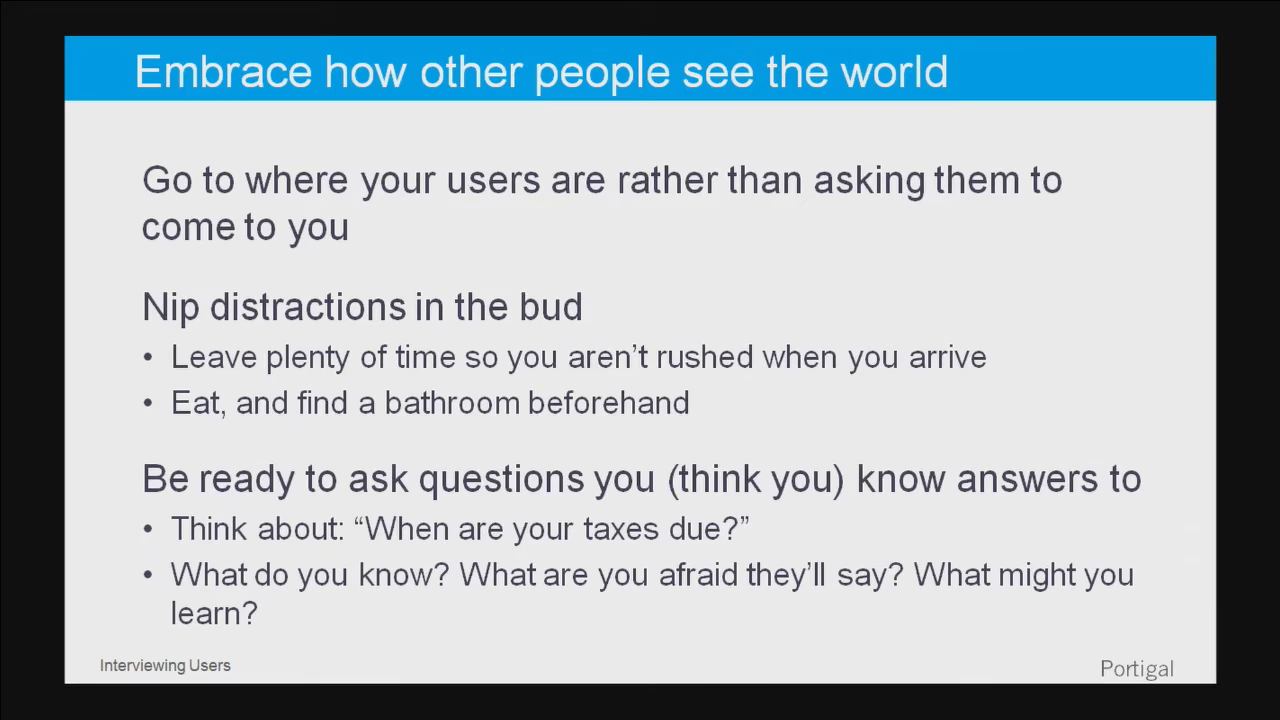 Embrace how other people see the world
Go to where your users are rather than asking them to
come to you
Nip distractions in the bud
• Leave plenty of time so you aren’t rushed when you arrive
• Eat, and find a bathroom beforehand
Be ready to ask questions you (think you) know answers to
• Think about: “When are your taxes due?”
• What do you know? What are you afraid they’ll say? What might you
learn?
Interviewing Users
Portigal